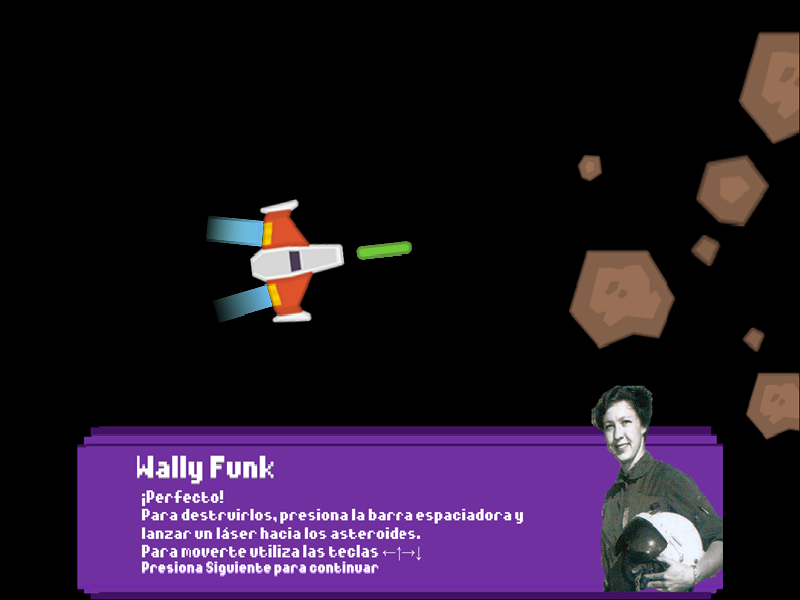 Wally Funk
¡Perfecto!
Para destruirlos, presiona la barra espaciadora y
lanzar un láser hacia los asteroides.
Para moverte utiliza las teclas ←↑→↓
Presiona Siguiente para continuar